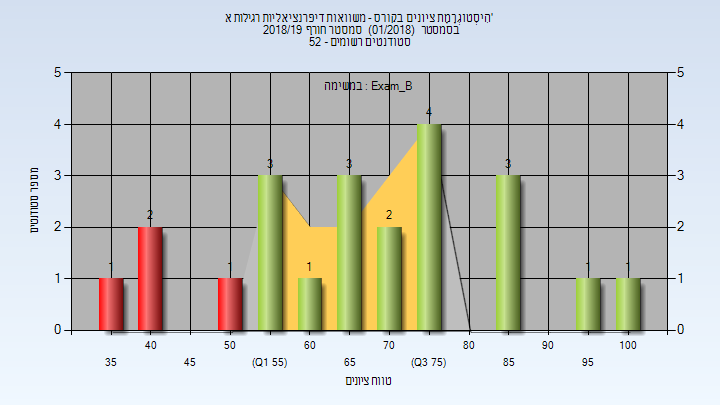 הִיסְטוגְרָמַת ציונים בקורס - משוואות דיפרנציאליות רגילות א'
בסמסטר (01/2018) סמסטר חורף 2018/19
סטודנטים רשומים - 52
במשימה : Exam_B
מספר סטודנטים
5 5
4 4
3 3
2 2
1 1
0 0
1 2 1 3 1 3 2 4 3 1 1
40 50 60 70 80 90 100
35 45 (Q1 55) 65 (Q3 75) 85 95
טווח ציונים